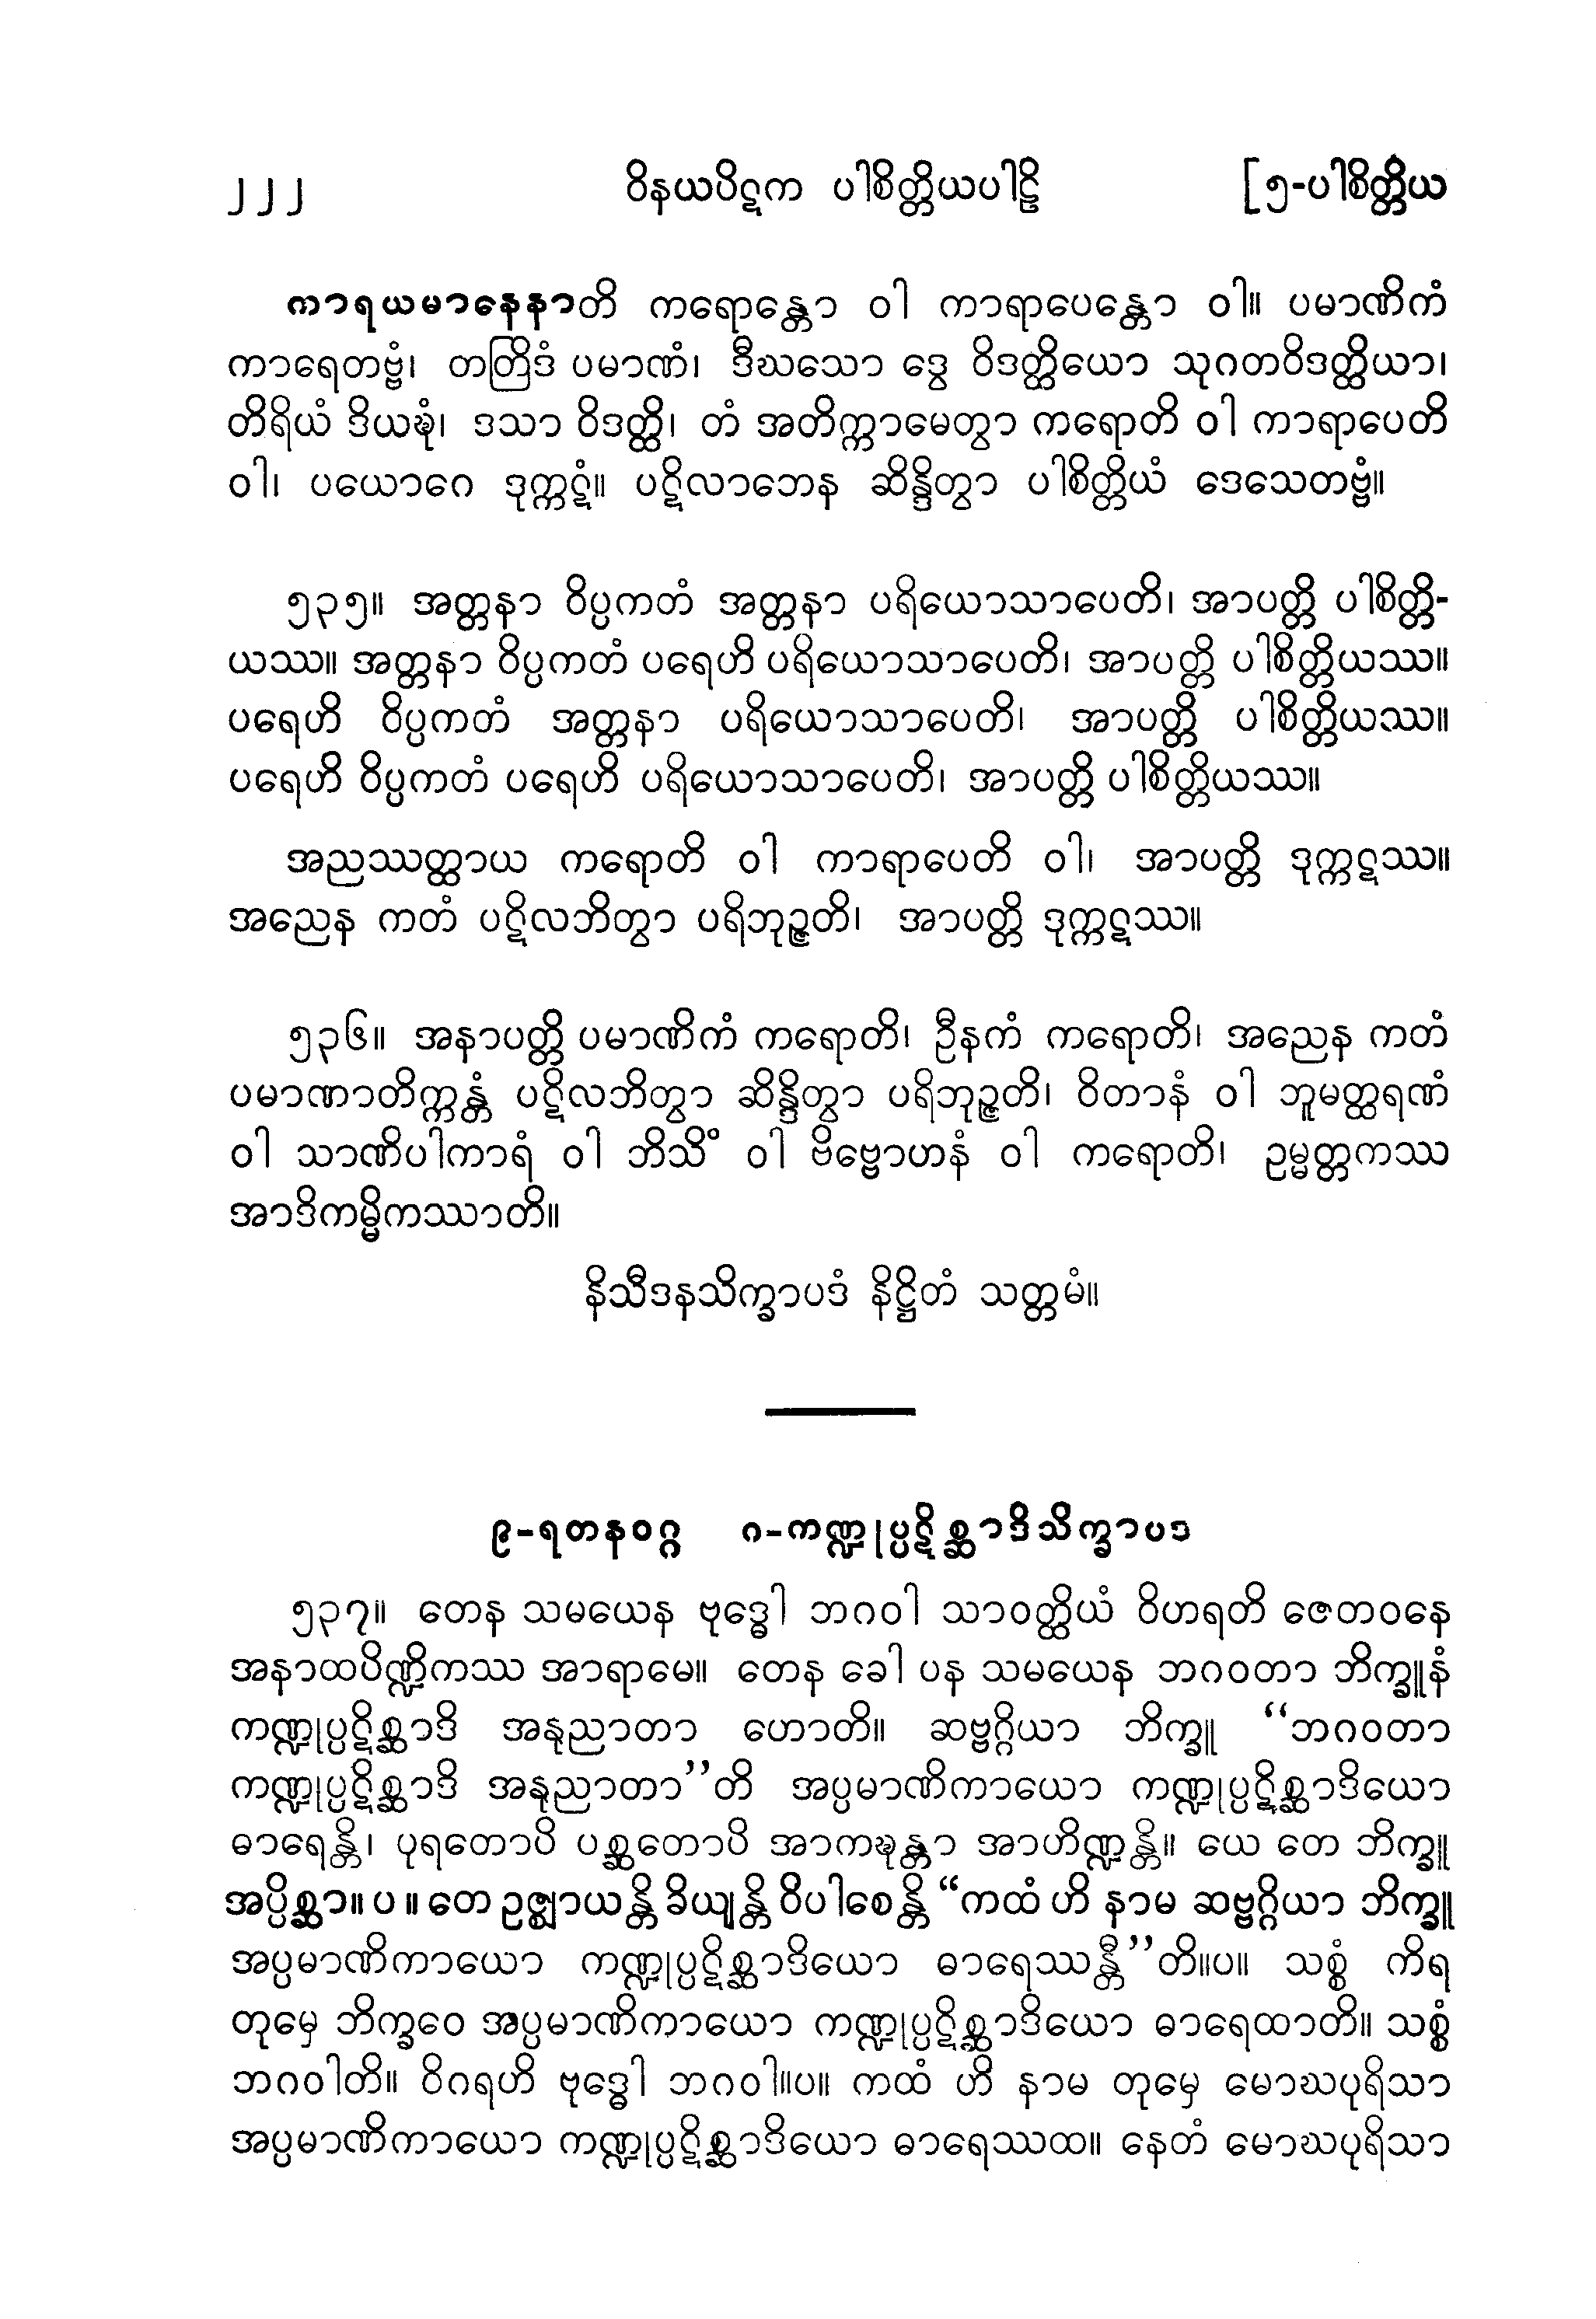 ၂၂၂ ဝိနယပိဋက ပါစိတ္တိယပါဠိ [၅-ပါစိတ္တိယ
ကာရယမာနေနာတိ ကရောန္တော ဝါ ကာရာပေန္တော ဝါ။ ပမာဏိကံ
ကာရေတဗ္ဗံ၊ တတြိဒံ ပမာဏံ၊ ဒီဃသော ဒွေ ဝိဒတ္ထိယော သုဂတဝိဒတ္ထိယာ၊
တိရိယံ ဒိယဍ္ဎံ၊ ဒသာ ဝိဒတ္ထိ၊ တံ အတိက္ကာမေတွာ ကရောတိ ဝါ ကာရာပေတိ
ဝါ၊ ပယောဂေ ဒုက္ကဋံ။ ပဋိလာဘေန ဆိန္ဒိတွာ ပါစိတ္တိယံ ဒေသေတဗ္ဗံ။
၅၃၅။ အတ္တနာ ဝိပ္ပကတံ အတ္တနာ ပရိယောသာပေတိ၊ အာပတ္တိ ပါစိတ္တိ-
ယဿ။ အတ္တနာ ဝိပ္ပကတံ ပရေဟိ ပရိယောသာပေတိ၊ အာပတ္တိ ပါစိတ္တိယဿ။
ပရေဟိ ဝိပ္ပကတံ အတ္တနာ ပရိယောသာပေတိ၊ အာပတ္တိ ပါစိတ္တိယဿ။
ပရေဟိ ဝိပ္ပကတံ ပရေဟိ ပရိယောသာပေတိ၊ အာပတ္တိ ပါစိတ္တိယဿ။
အညဿတ္ထာယ ကရောတိ ဝါ ကာရာပေတိ ဝါ၊ အာပတ္တိ ဒုက္ကဋဿ။
အညေန ကတံ ပဋိလဘိတွာ ပရိဘုဉ္ဇတိ၊ အာပတ္တိ ဒုက္ကဋဿ။
၅၃၆။ အနာပတ္တိ ပမာဏိကံ ကရောတိ၊ ဦနကံ ကရောတိ၊ အညေန ကတံ
ပမာဏာတိက္ကန္တံ ပဋိလဘိတွာ ဆိန္ဒိတွာ ပရိဘုဉ္ဇတိ၊ ဝိတာနံ ဝါ ဘူမတ္ထရဏံ
ဝါ သာဏိပါကာရံ ဝါ ဘိသိံ ဝါ ဗိဗ္ဗောဟနံ ဝါ ကရောတိ၊ ဥမ္မတ္တကဿ
အာဒိကမ္မိကဿာတိ။
နိသီဒနသိက္ခာပဒံ နိဋ္ဌိတံ သတ္တမံ။
၉-ရတနဝဂ္ဂ ၈-ကဏ္ဍုပ္ပဋိစ္ဆာဒိသိက္ခာပဒ
၅၃၇။ တေန သမယေန ဗုဒ္ဓေါ ဘဂဝါ သာဝတ္ထိယံ ဝိဟရတိ ဇေတဝနေ
အနာထပိဏ္ဍိကဿ အာရာမေ။ တေန ခေါ ပန သမယေန ဘဂဝတာ ဘိက္ခူနံ
ကဏ္ဍုပ္ပဋိစ္ဆာဒိ အနုညာတာ ဟောတိ။ ဆဗ္ဗဂ္ဂိယာ ဘိက္ခူ “ဘဂဝတာ
ကဏ္ဍုပ္ပဋိစ္ဆာဒိ အနုညာတာ”တိ အပ္ပမာဏိကာယော ကဏ္ဍုပ္ပဋိစ္ဆာဒိယော
ဓာရေန္တိ၊ ပုရတောပိ ပစ္ဆတောပိ အာကဍ္ဎန္တာ အာဟိဏ္ဍန္တိ။ ယေ တေ ဘိက္ခူ
အပ္ပိစ္ဆာ။ပ။ တေ ဥဇ္ဈာယန္တိ ခိယျန္တိ ဝိပါစေန္တိ “ကထံ ဟိ နာမ ဆဗ္ဗဂ္ဂိယာ ဘိက္ခူ
အပ္ပမာဏိကာယော ကဏ္ဍုပ္ပဋိစ္ဆာဒိယော ဓာရေဿန္တီ”တိ။ပ။ သစ္စံ ကိရ
တုမှေ ဘိက္ခဝေ အပ္ပမာဏိကာယော ကဏ္ဍုပ္ပဋိစ္ဆာဒိယော ဓာရေထာတိ။ သစ္စံ
ဘဂဝါတိ။ ဝိဂရဟိ ဗုဒ္ဓေါ ဘဂဝါ။ပ။ ကထံ ဟိ နာမ တုမှေ မောဃပုရိသာ
အပ္ပမာဏိကာယော ကဏ္ဍုပ္ပဋိစ္ဆာဒိယော ဓာရေဿထ။ နေတံ မောဃပုရိသာ